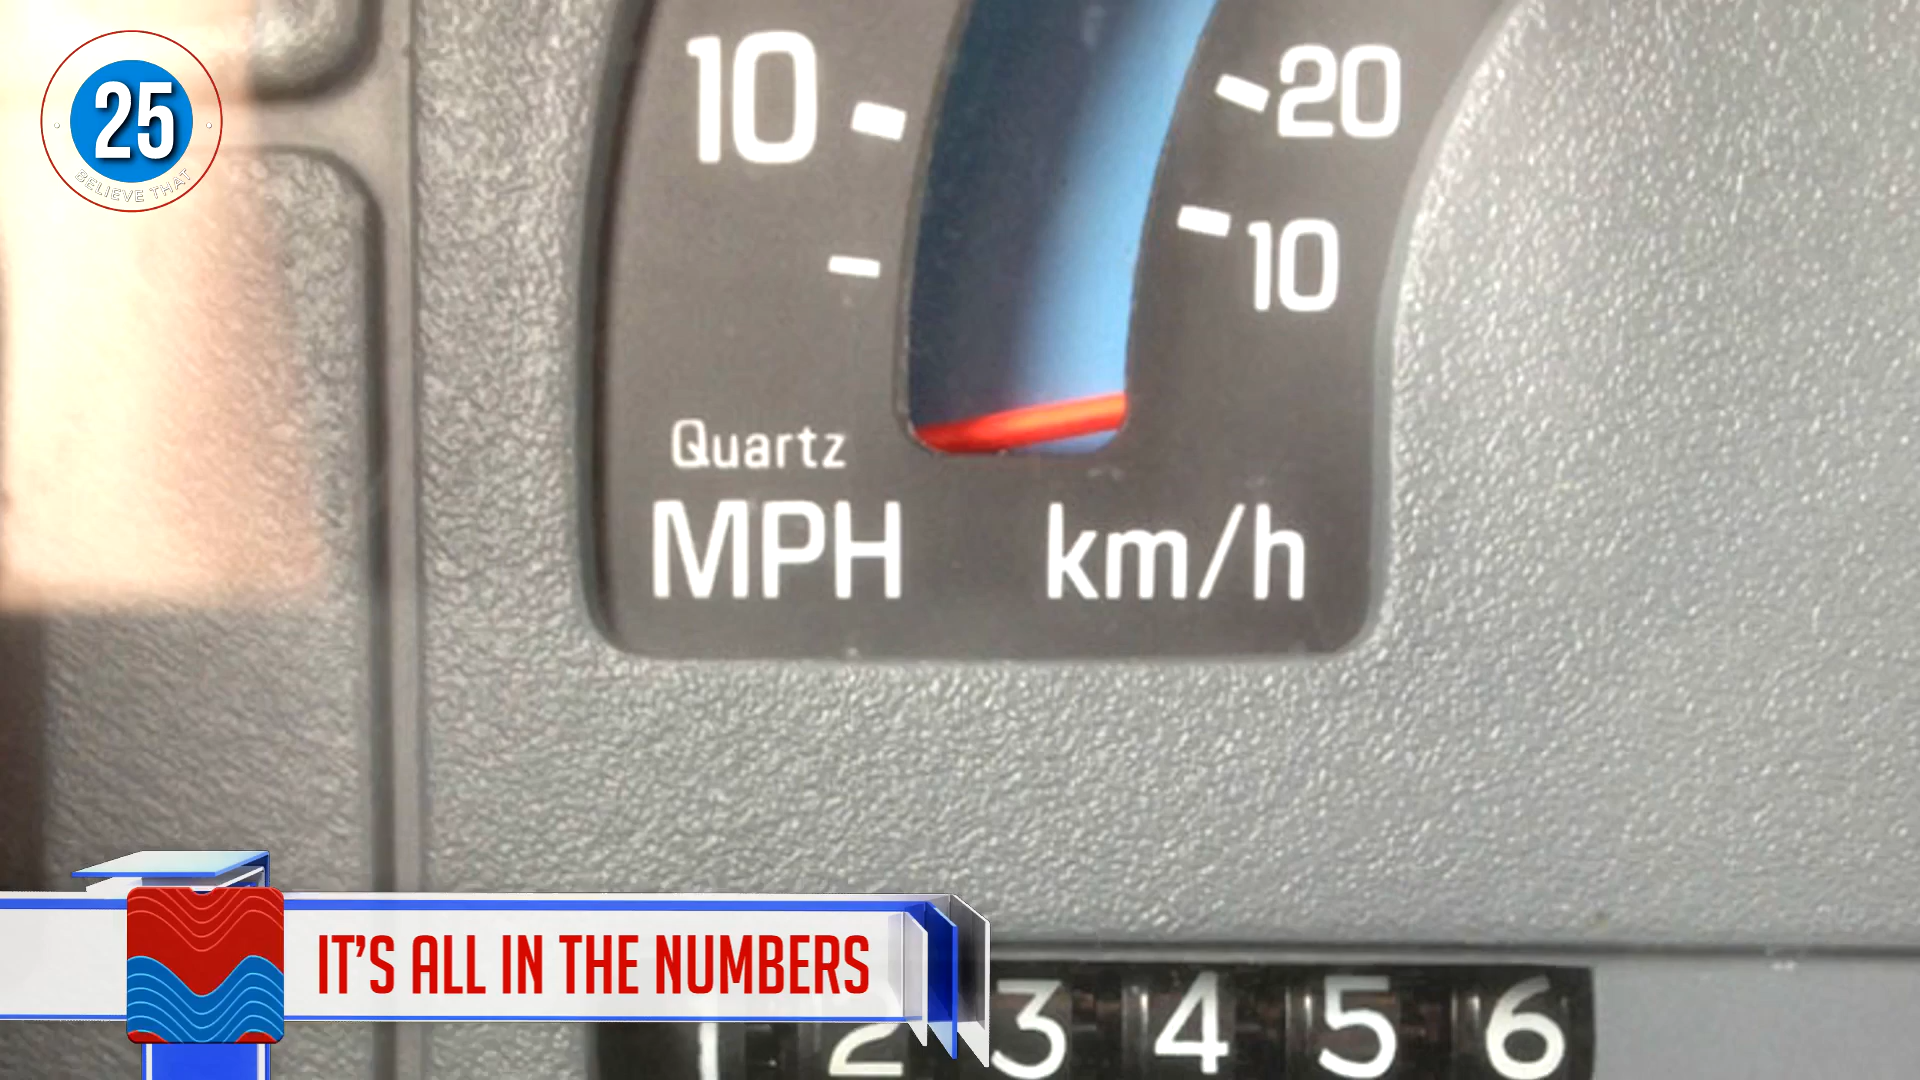 25
BELIEVE THAT
10
20
10
Quartz
MPH km/h
IT'S ALL IN THE NUMBERS
1 2 3 4 5 6